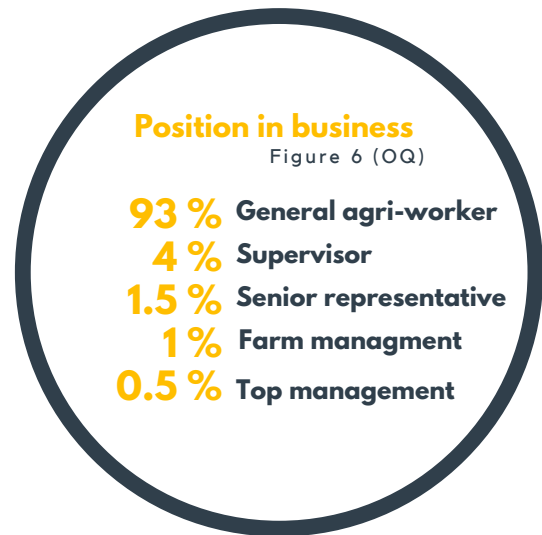 Position in business
Figure 6 (OQ)
93 % General agri-worker
4 % Supervisor
1.5 % Senior representative
1 % Farm managment
0.5 % Top management